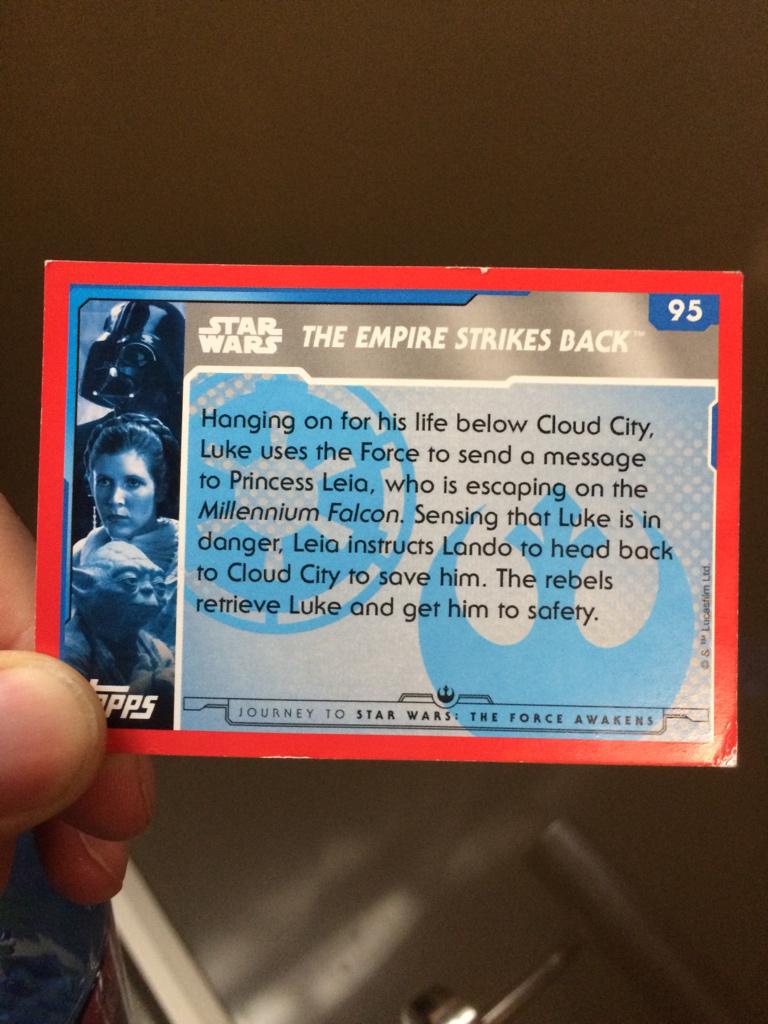 95
STAR WARS THE EMPIRE STRIKES BACK™
Hanging on for his life below Cloud City,
Luke uses the Force to send a message
to Princess Leia, who is escaping on the
Millennium Falcon. Sensing that Luke is in
danger, Leia instructs Lando to head back
to Cloud City to save him. The rebels
retrieve Luke and get him to safety.
© & ™ Lucasfilm Ltd.
OPPS
JOURNEY TO STAR WARS: THE FORCE AWAKENS